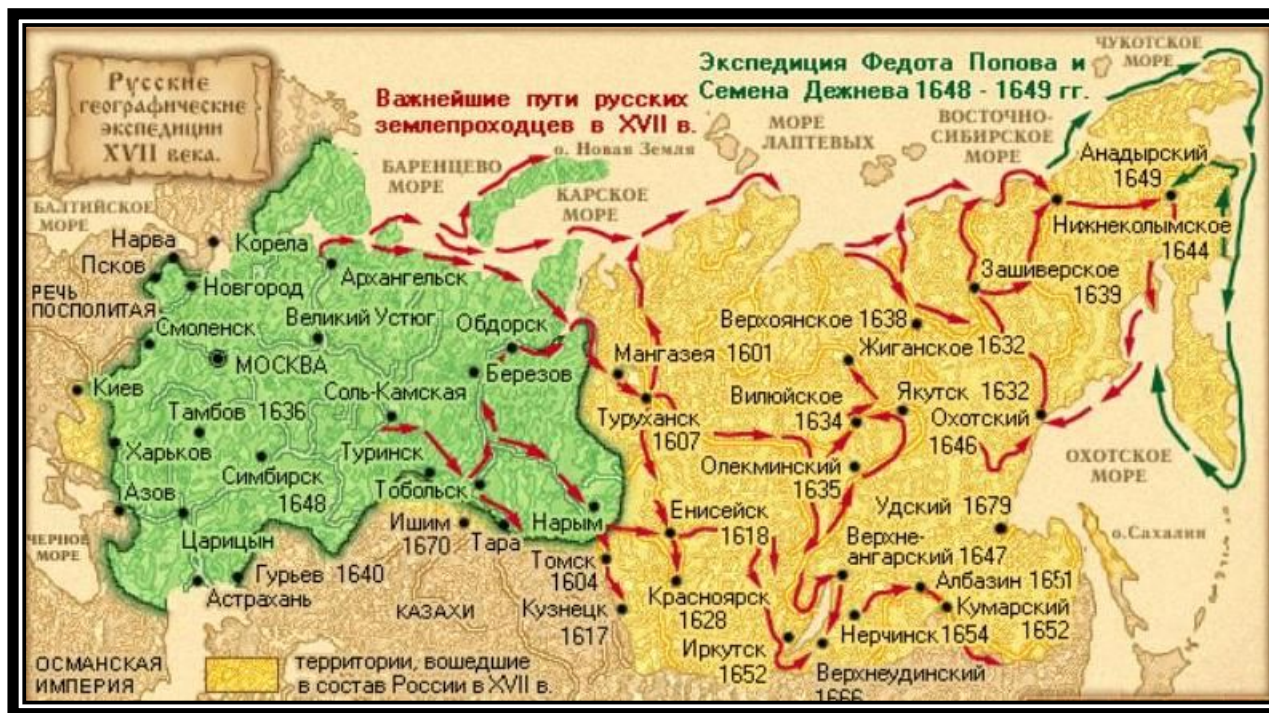 Русские
географические
экспедиции
XVII века.
Важнейшие пути русских
землепроходцев в XVII в.
Экспедиция Федота Попова и
Семена Дежнева 1648 - 1649 гг.
ЧУКОТСКОЕ
МОРЕ
ВОСТОЧНО-
СИБИРСКОЕ
МОРЕ
МОРЕ
ЛАПТЕВЫХ
о. Новая Земля
БАРЕНЦЕВО
МОРЕ
КАРСКОЕ
МОРЕ
БАЛТИЙСКОЕ
МОРЕ
Анадырский
1649
Нижнеколымское
1644
Зашиверское
1639
Нарва
Корела
Псков
Новгород
Архангельск
РЕЧЬ
ПОСПОЛИТАЯ
Смоленск
Великий Устюг
Обдорск
МОСКВА
Березов
Мангазея 1601
Верхоянское 1638
Жиганское 1632
Киев
Соль-Камская
Тамбов 1636
Туруханск
1607
Вилюйское
1634
Якутск 1632
Охотский
1646
Харьков
Туринск
Симбирск
1648
Тобольск
Олекминский
1635
ОХОТСКОЕ
МОРЕ
Азов
Царицын
Ишим
1670
Тара
Нарым
Енисейск
1618
Удский 1679
Верхне-
ангарский 1647
о.Сахалин
ЧЕРНОЕ
МОРЕ
Гурьев 1640
Астрахань
КАЗАХИ
Томск
1604
Кузнецк
1617
Красноярск
1628
Албазин 1651
Кумарский
1652
Нерчинск 1654
Иркутск
1652
Верхнеудинский
1666
ОСМАНСКАЯ
ИМПЕРИЯ
территории, вошедшие
в состав России в XVII в.